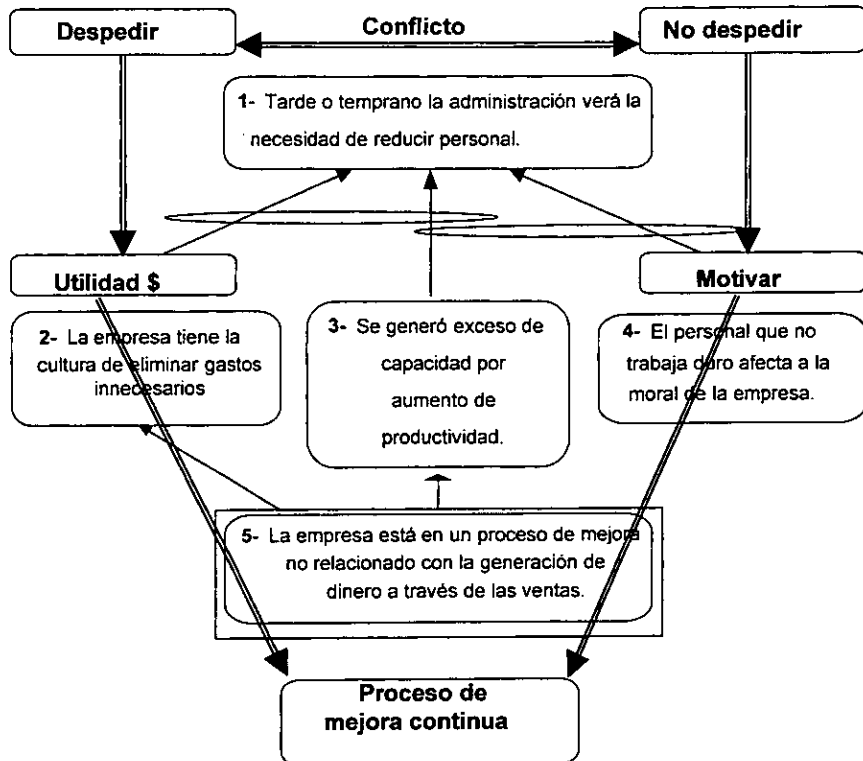 Despedir
Conflicto
No despedir
1- Tarde o temprano la administración verá la
necesidad de reducir personal.
Utilidad $
Motivar
2- La empresa tiene la
cultura de eliminar gastos
innecesarios
3- Se generó exceso de
capacidad por
aumento de
productividad.
4- El personal que no
trabaja duro afecta a la
moral de la empresa.
5- La empresa está en un proceso de mejora
no relacionado con la generación de
dinero a través de las ventas.
Proceso de
mejora continua